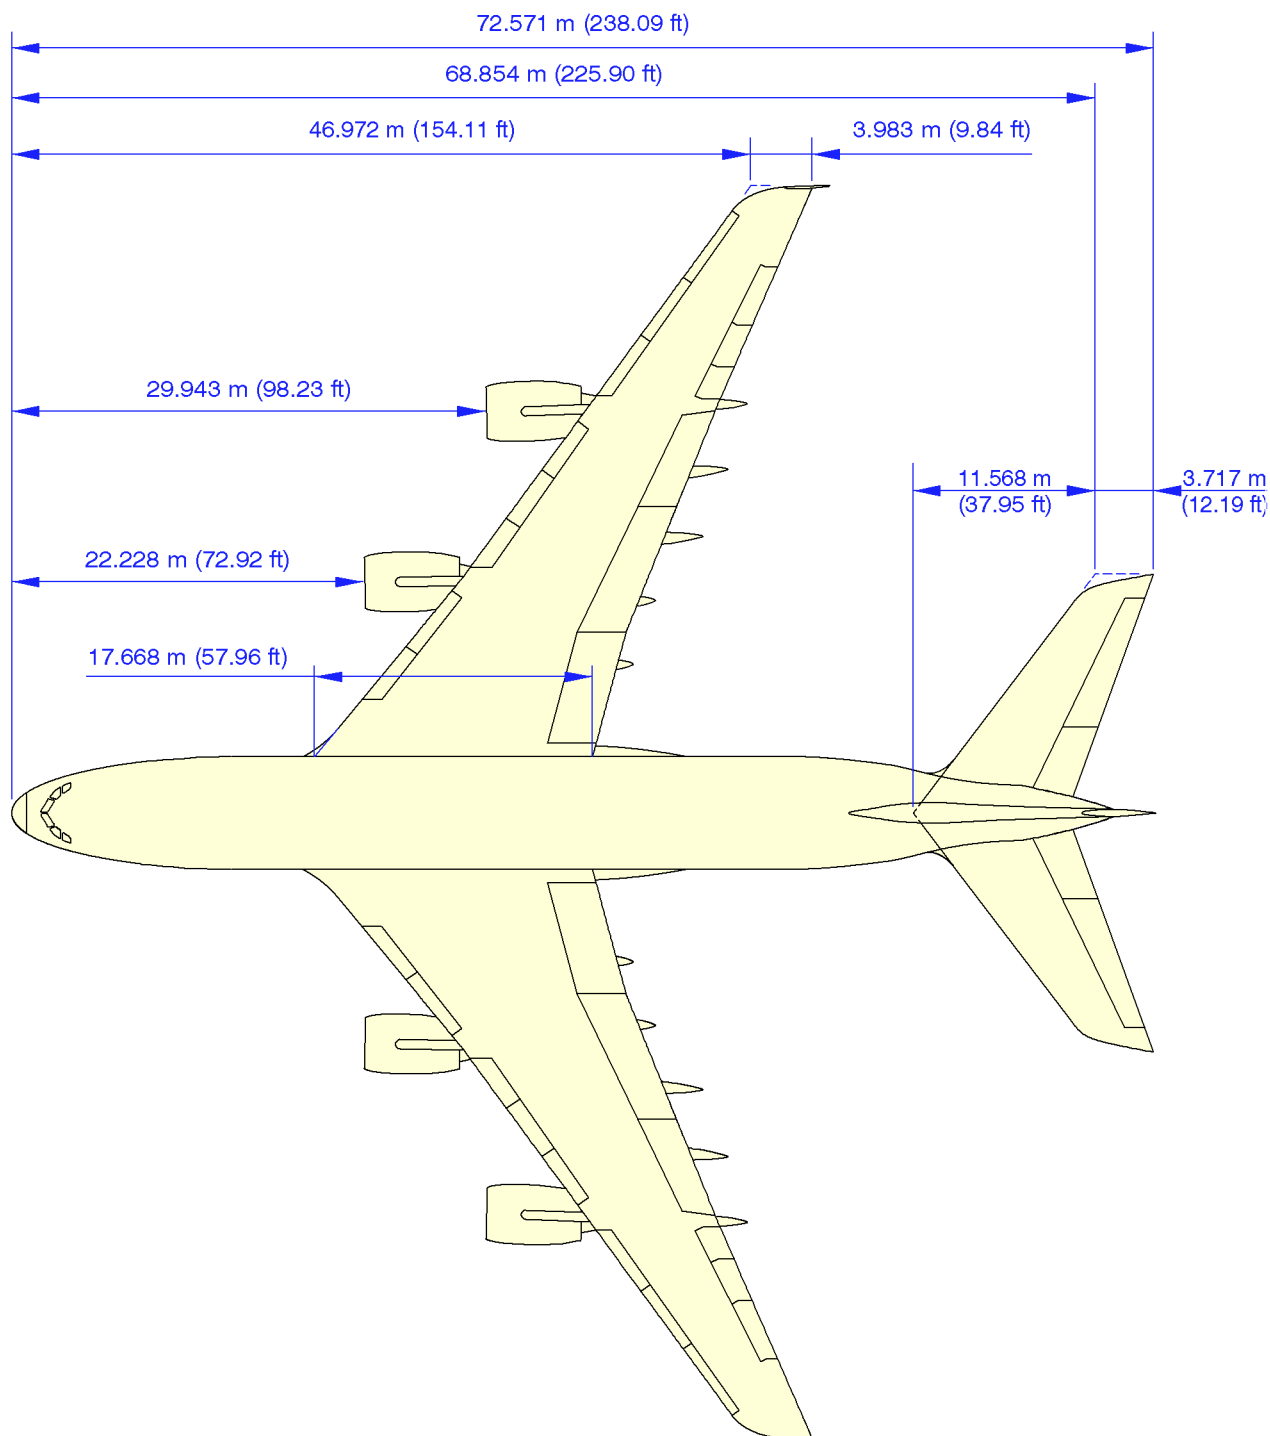 72.571 m (238.09 ft)
68.854 m (225.90 ft)
46.972 m (154.11 ft)
3.983 m (9.84 ft)
29.943 m (98.23 ft)
11.568 m
(37.95 ft)
3.717 m
(12.19 ft)
22.228 m (72.92 ft)
17.668 m (57.96 ft)